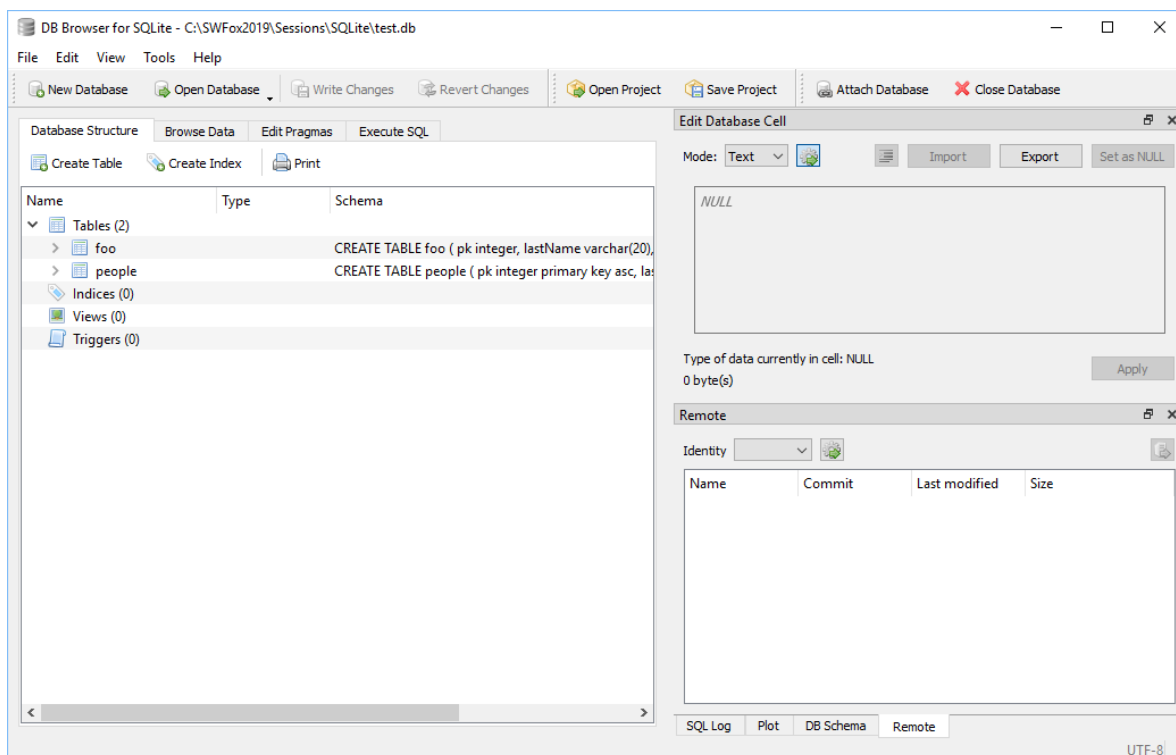 DB Browser for SQLite - C:\SWFox2019\Sessions\SQLite\test.db
File Edit View Tools Help
New Database Open Database Write Changes Revert Changes Open Project Save Project Attach Database Close Database
Database Structure Browse Data Edit Pragmas Execute SQL
Create Table Create Index Print
Name Type Schema
Tables (2)
foo CREATE TABLE foo ( pk integer, lastName varchar(20),
people CREATE TABLE people ( pk integer primary key asc, las
Indices (0)
Views (0)
Triggers (0)
Edit Database Cell
Mode: Text Import Export Set as NULL
NULL
Type of data currently in cell: NULL
0 byte(s)
Apply
Remote
Identity
Name Commit Last modified Size
SQL Log Plot DB Schema Remote
UTF-8